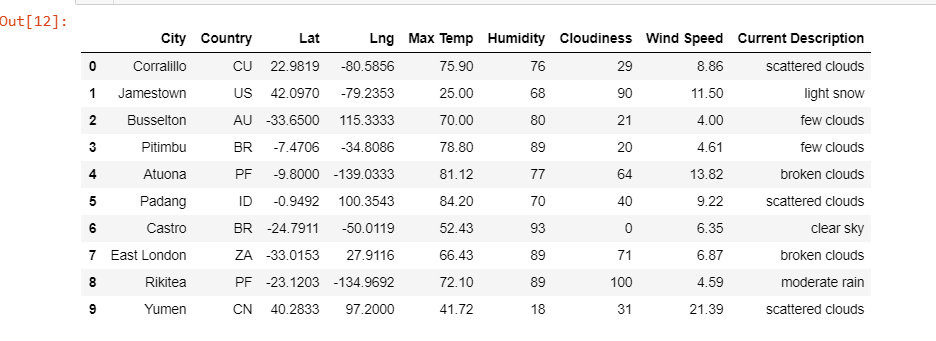 Out[12]:
City Country Lat Lng Max Temp Humidity Cloudiness Wind Speed Current Description
0 Corralillo CU 22.9819 -80.5856 75.90 76 29 8.86 scattered clouds
1 Jamestown US 42.0970 -79.2353 25.00 68 90 11.50 light snow
2 Busselton AU -33.6500 115.3333 70.00 80 21 4.00 few clouds
3 Pitimbu BR -7.4706 -34.8086 78.80 89 20 4.61 few clouds
4 Atuona PF -9.8000 -139.0333 81.12 77 64 13.82 broken clouds
5 Padang ID -0.9492 100.3543 84.20 70 40 9.22 scattered clouds
6 Castro BR -24.7911 -50.0119 52.43 93 0 6.35 clear sky
7 East London ZA -33.0153 27.9116 66.43 89 71 6.87 broken clouds
8 Rikitea PF -23.1203 -134.9692 72.10 89 100 4.59 moderate rain
9 Yumen CN 40.2833 97.2000 41.72 18 31 21.39 scattered clouds